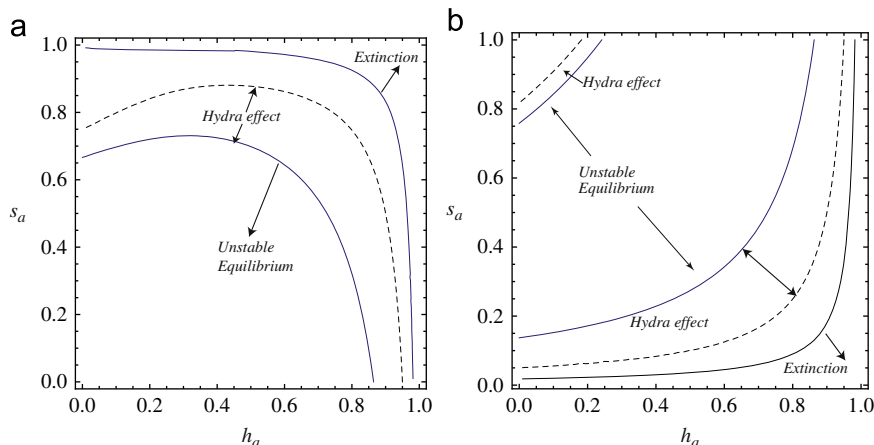 a
1.0
0.8
0.6
0.4
0.2
0.0
s_a
0.0 0.2 0.4 0.6 0.8 1.0
h_a
Extinction
Hydra effect
Unstable
Equilibrium
b
1.0
0.8
0.6
0.4
0.2
0.0
s_a
0.0 0.2 0.4 0.6 0.8 1.0
h_a
Hydra effect
Unstable
Equilibrium
Hydra effect
Extinction